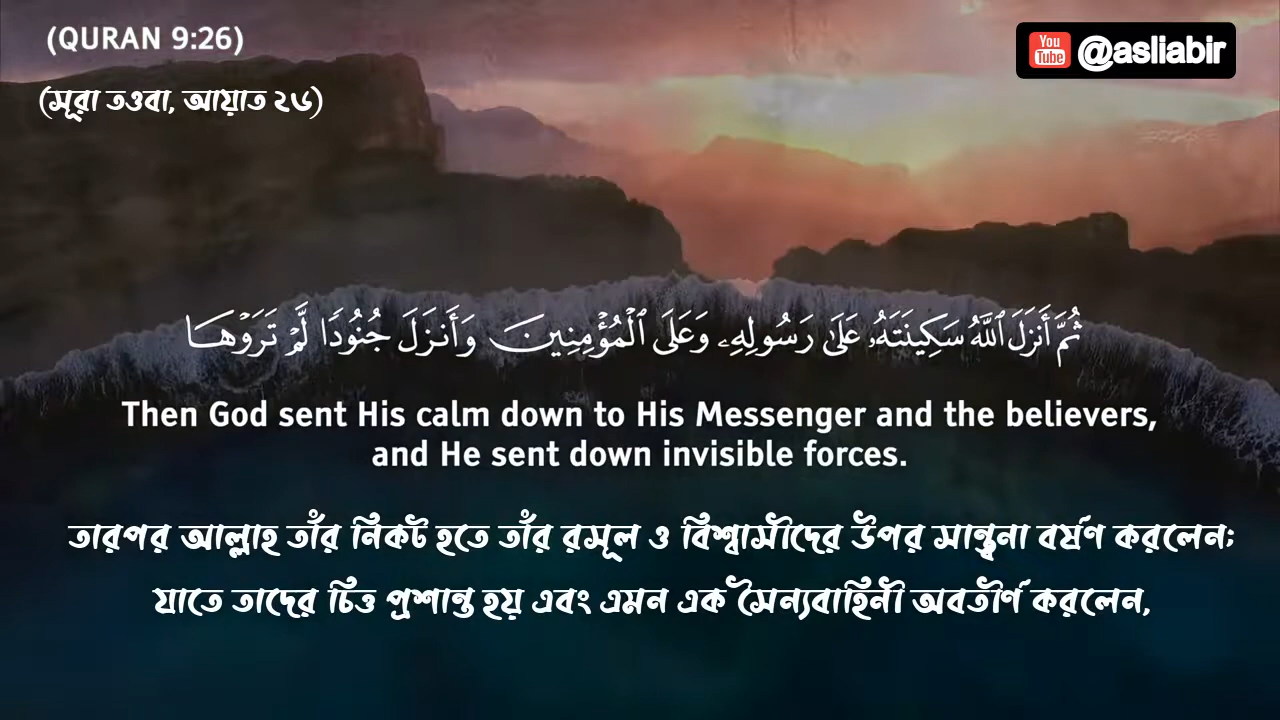 (QURAN 9:26)
You Tube @asliabir
(সূরা তওবা, আয়াত ২৬)
ثُمَّ أَنزَلَ ٱللَّهُ سَكِينَتَهُۥ عَلَىٰ رَسُولِهِۦ وَعَلَى ٱلْمُؤْمِنِينَ وَأَنزَلَ جُنُودًا لَّمْ تَرَوْهَا
Then God sent His calm down to His Messenger and the believers,
and He sent down invisible forces.
তারপর আল্লাহ তাঁর নিকট হতে তাঁর রসূল ও বিশ্বাসীদের উপর সান্ত্বনা বর্ষণ করলেন;
যাতে তাদের চিত্ত প্রশান্ত হয় এবং এমন এক সৈন্যবাহিনী অবতীর্ণ করলেন,